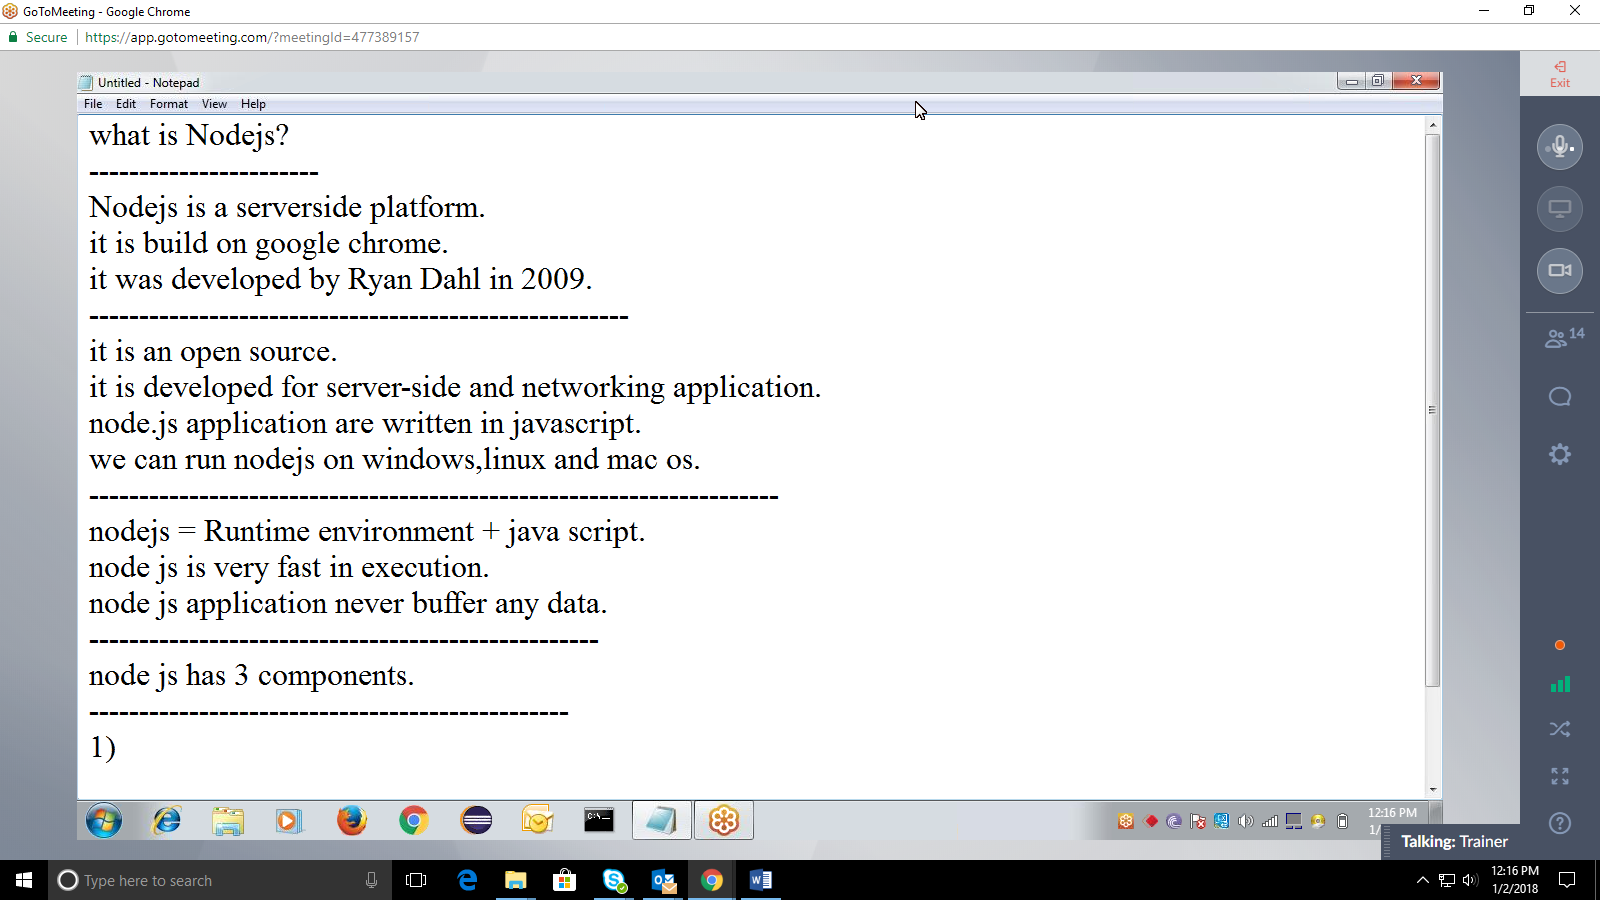 GoToMeeting - Google Chrome
Secure
https://app.gotomeeting.com/?meetingId=477389157
Exit
Untitled - Notepad
File Edit Format View Help
what is Nodejs?
-----------------------
Nodejs is a serverside platform.
it is build on google chrome.
it was developed by Ryan Dahl in 2009.
------------------------------------------------------
it is an open source.
it is developed for server-side and networking application.
node.js application are written in javascript.
we can run nodejs on windows,linux and mac os.
---------------------------------------------------------------------
nodejs = Runtime environment + java script.
node js is very fast in execution.
node js application never buffer any data.
---------------------------------------------------
node js has 3 components.
------------------------------------------------
1)
14
C:\
12:16 PM
1/
Talking: Trainer
Type here to search
12:16 PM
1/2/2018